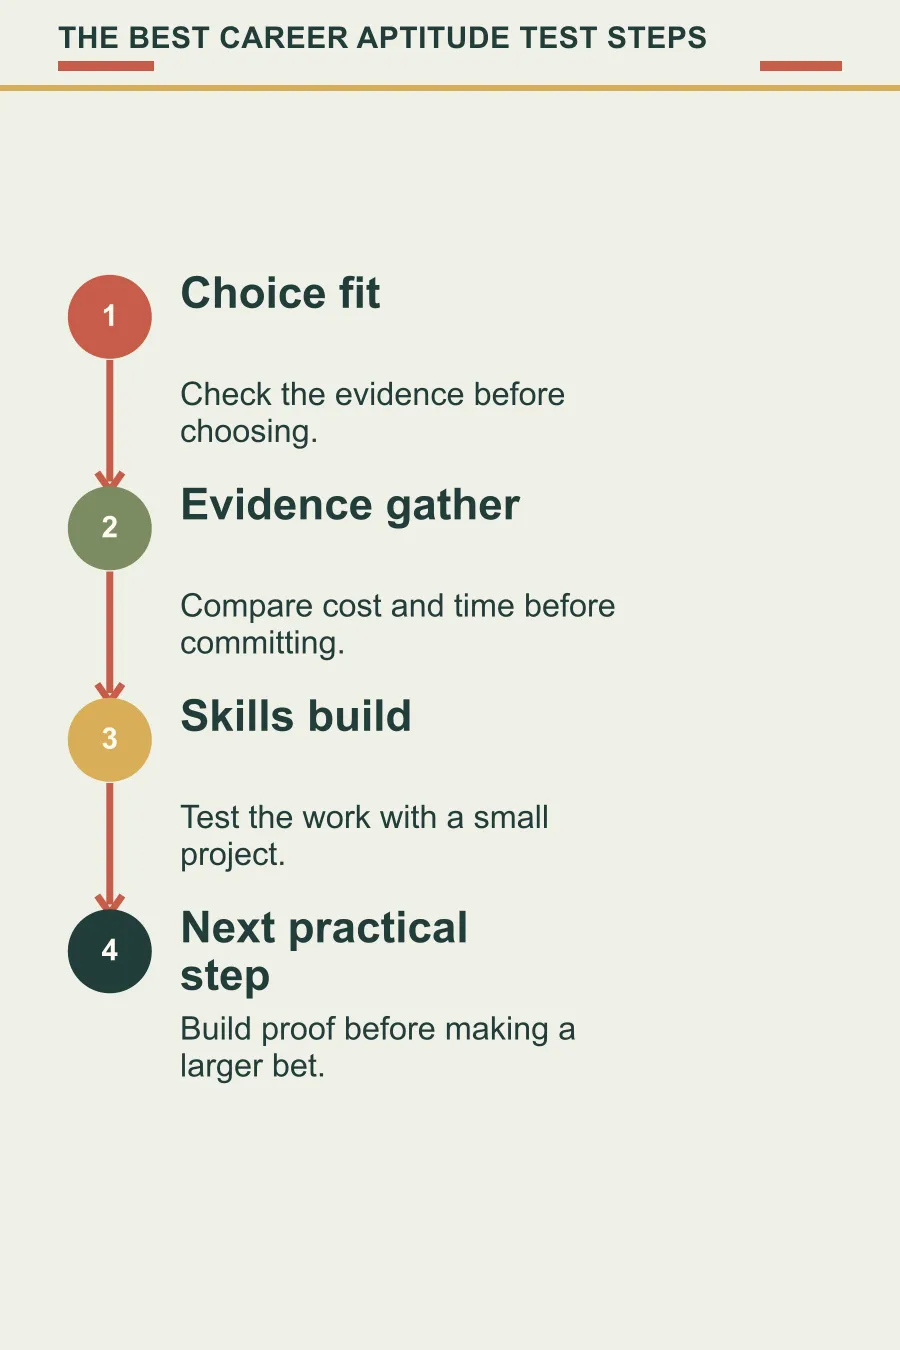 THE BEST CAREER APTITUDE TEST STEPS
1
Choice fit
Check the evidence before
choosing.
2
Evidence gather
Compare cost and time before
committing.
3
Skills build
Test the work with a small
project.
4
Next practical
step
Build proof before making a
larger bet.